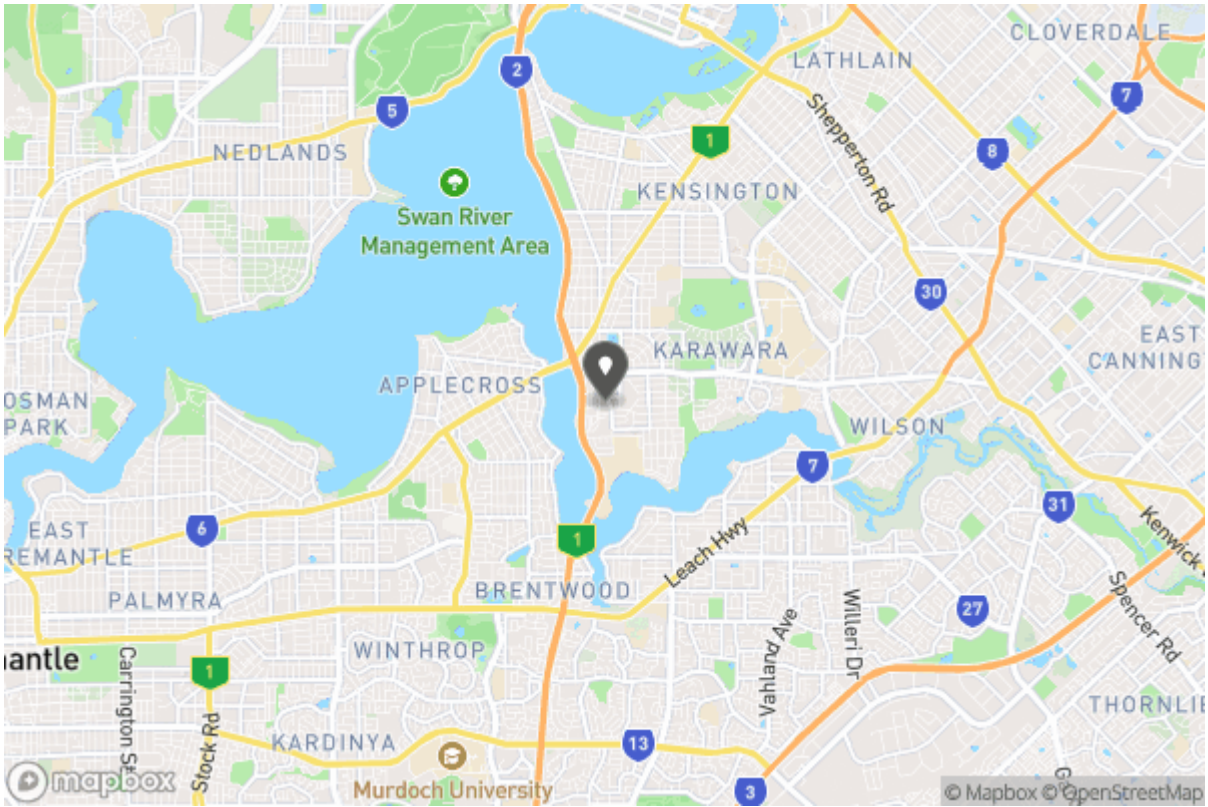 CLOVERDALE
LATHLAIN
2
7
5
1
8
NEDLANDS
Shepperton Rd
KENSINGTON
Swan River
Management Area
30
EAST
CANNING
KARAWARA
APPLECROSS
OSMAN
PARK
WILSON
7
31
6
1
EAST
REMANTLE
Leach Hwy
Kenwick
BRENTWOOD
PALMYRA
27
Spencer Rd
Willeri Dr
Vahland Ave
WINTHROP
antle
1
Carrington St
Stock Rd
THORNLIE
KARDINYA
13
Murdoch University
3
mapbox
© Mapbox © OpenStreetMap